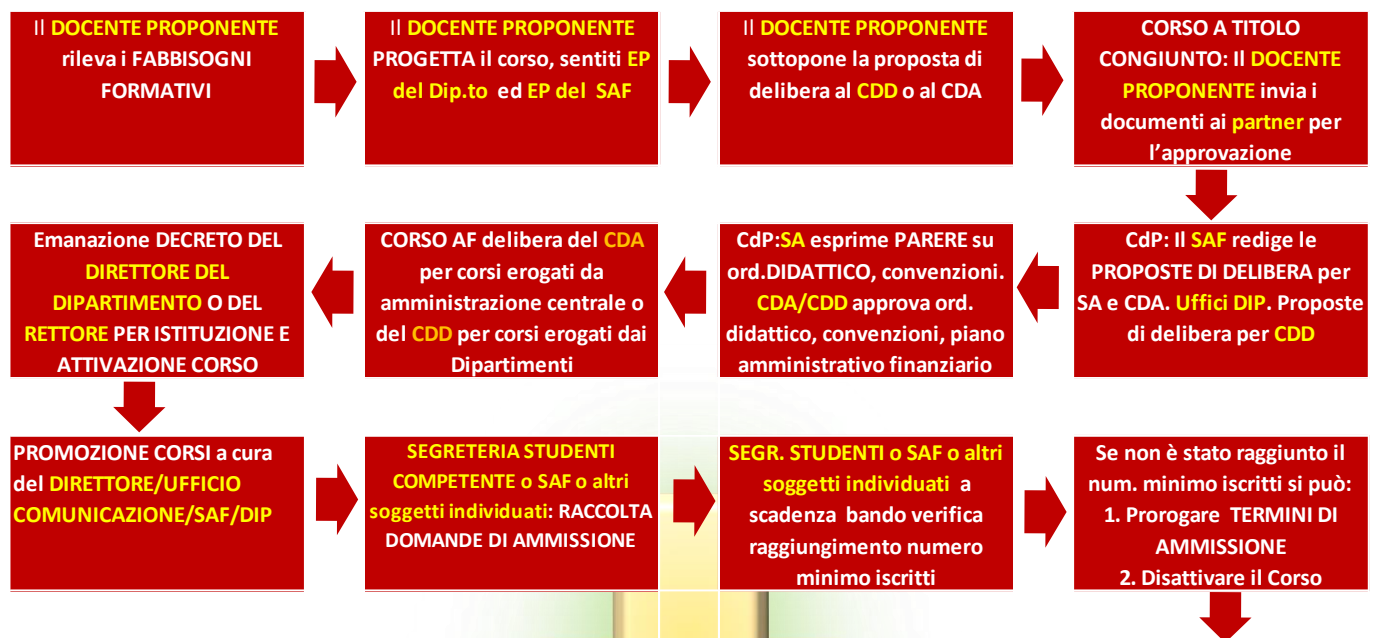 Il DOCENTE PROPONENTE
rileva i FABBISOGNI
FORMATIVI
Il DOCENTE PROPONENTE
PROGETTA il corso, sentiti EP
del Dip.to ed EP del SAF
Il DOCENTE PROPONENTE
sottopone la proposta di
delibera al CDD o al CDA
CORSO A TITOLO
CONGIUNTO: Il DOCENTE
PROPONENTE invia i
documenti ai partner per
l’approvazione
Emanazione DECRETO DEL
DIRETTORE DEL
DIPARTIMENTO O DEL
RETTORE PER ISTITUZIONE E
ATTIVAZIONE CORSO
CORSO AF delibera del CDA
per corsi erogati da
amministrazione centrale o
del CDD per corsi erogati dai
Dipartimenti
CdP:SA esprime PARERE su
ord.DIDATTICO, convenzioni.
CDA/CDD approva ord.
didattico, convenzioni, piano
amministrativo finanziario
CdP: Il SAF redige le
PROPOSTE DI DELIBERA per
SA e CDA. Uffici DIP. Proposte
di delibera per CDD
PROMOZIONE CORSI a cura
del DIRETTORE/UFFICIO
COMUNICAZIONE/SAF/DIP
SEGRETERIA STUDENTI
COMPETENTE o SAF o altri
soggetti individuati: RACCOLTA
DOMANDE DI AMMISSIONE
SEGR. STUDENTI o SAF o altri
soggetti individuati a
scadenza bando verifica
raggiungimento numero
minimo iscritti
Se non è stato raggiunto il
num. minimo iscritti si può:
1. Prorogare TERMINI DI
AMMISSIONE
2. Disattivare il Corso